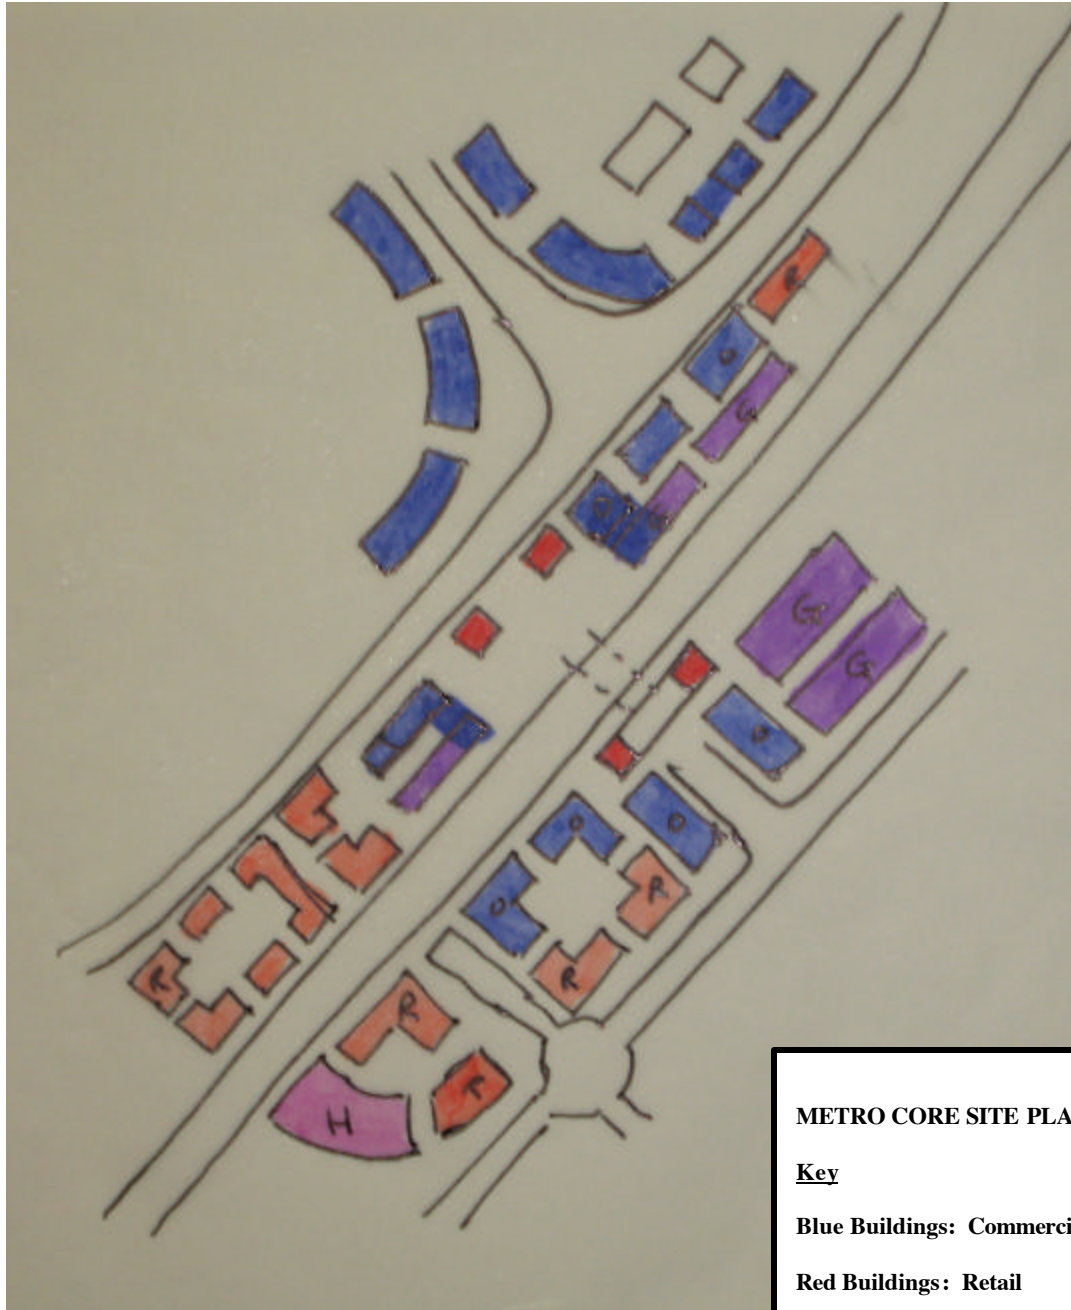 R
O
G
O
G
G
O
O
O
R
O
R
R
R
T
H
METRO CORE SITE PLA
Key
Blue Buildings: Commerci
Red Buildings: Retail